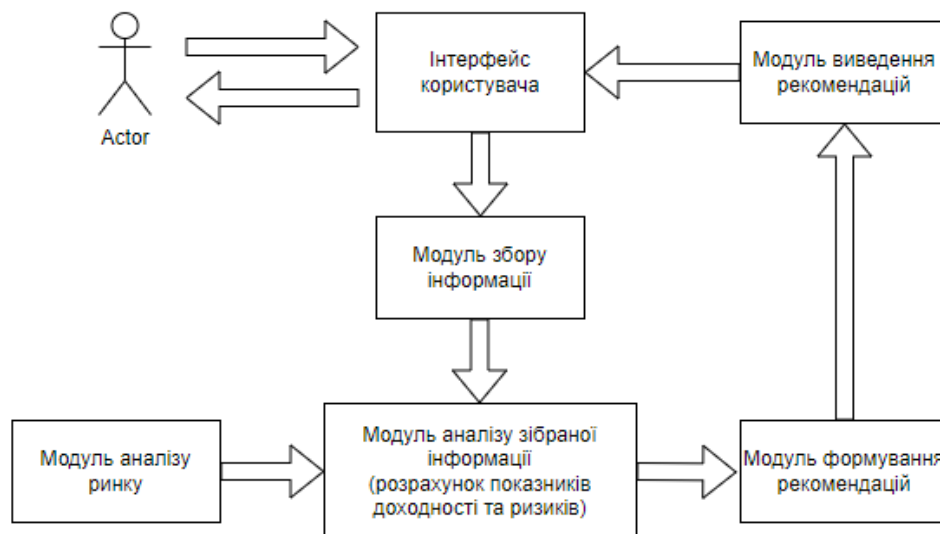 Actor
Інтерфейс
користувача
Модуль виведення
рекомендацій
Модуль збору
інформації
Модуль аналізу
ринку
Модуль аналізу зібраної
інформації
(розрахунок показників
доходності та ризиків)
Модуль формування
рекомендацій